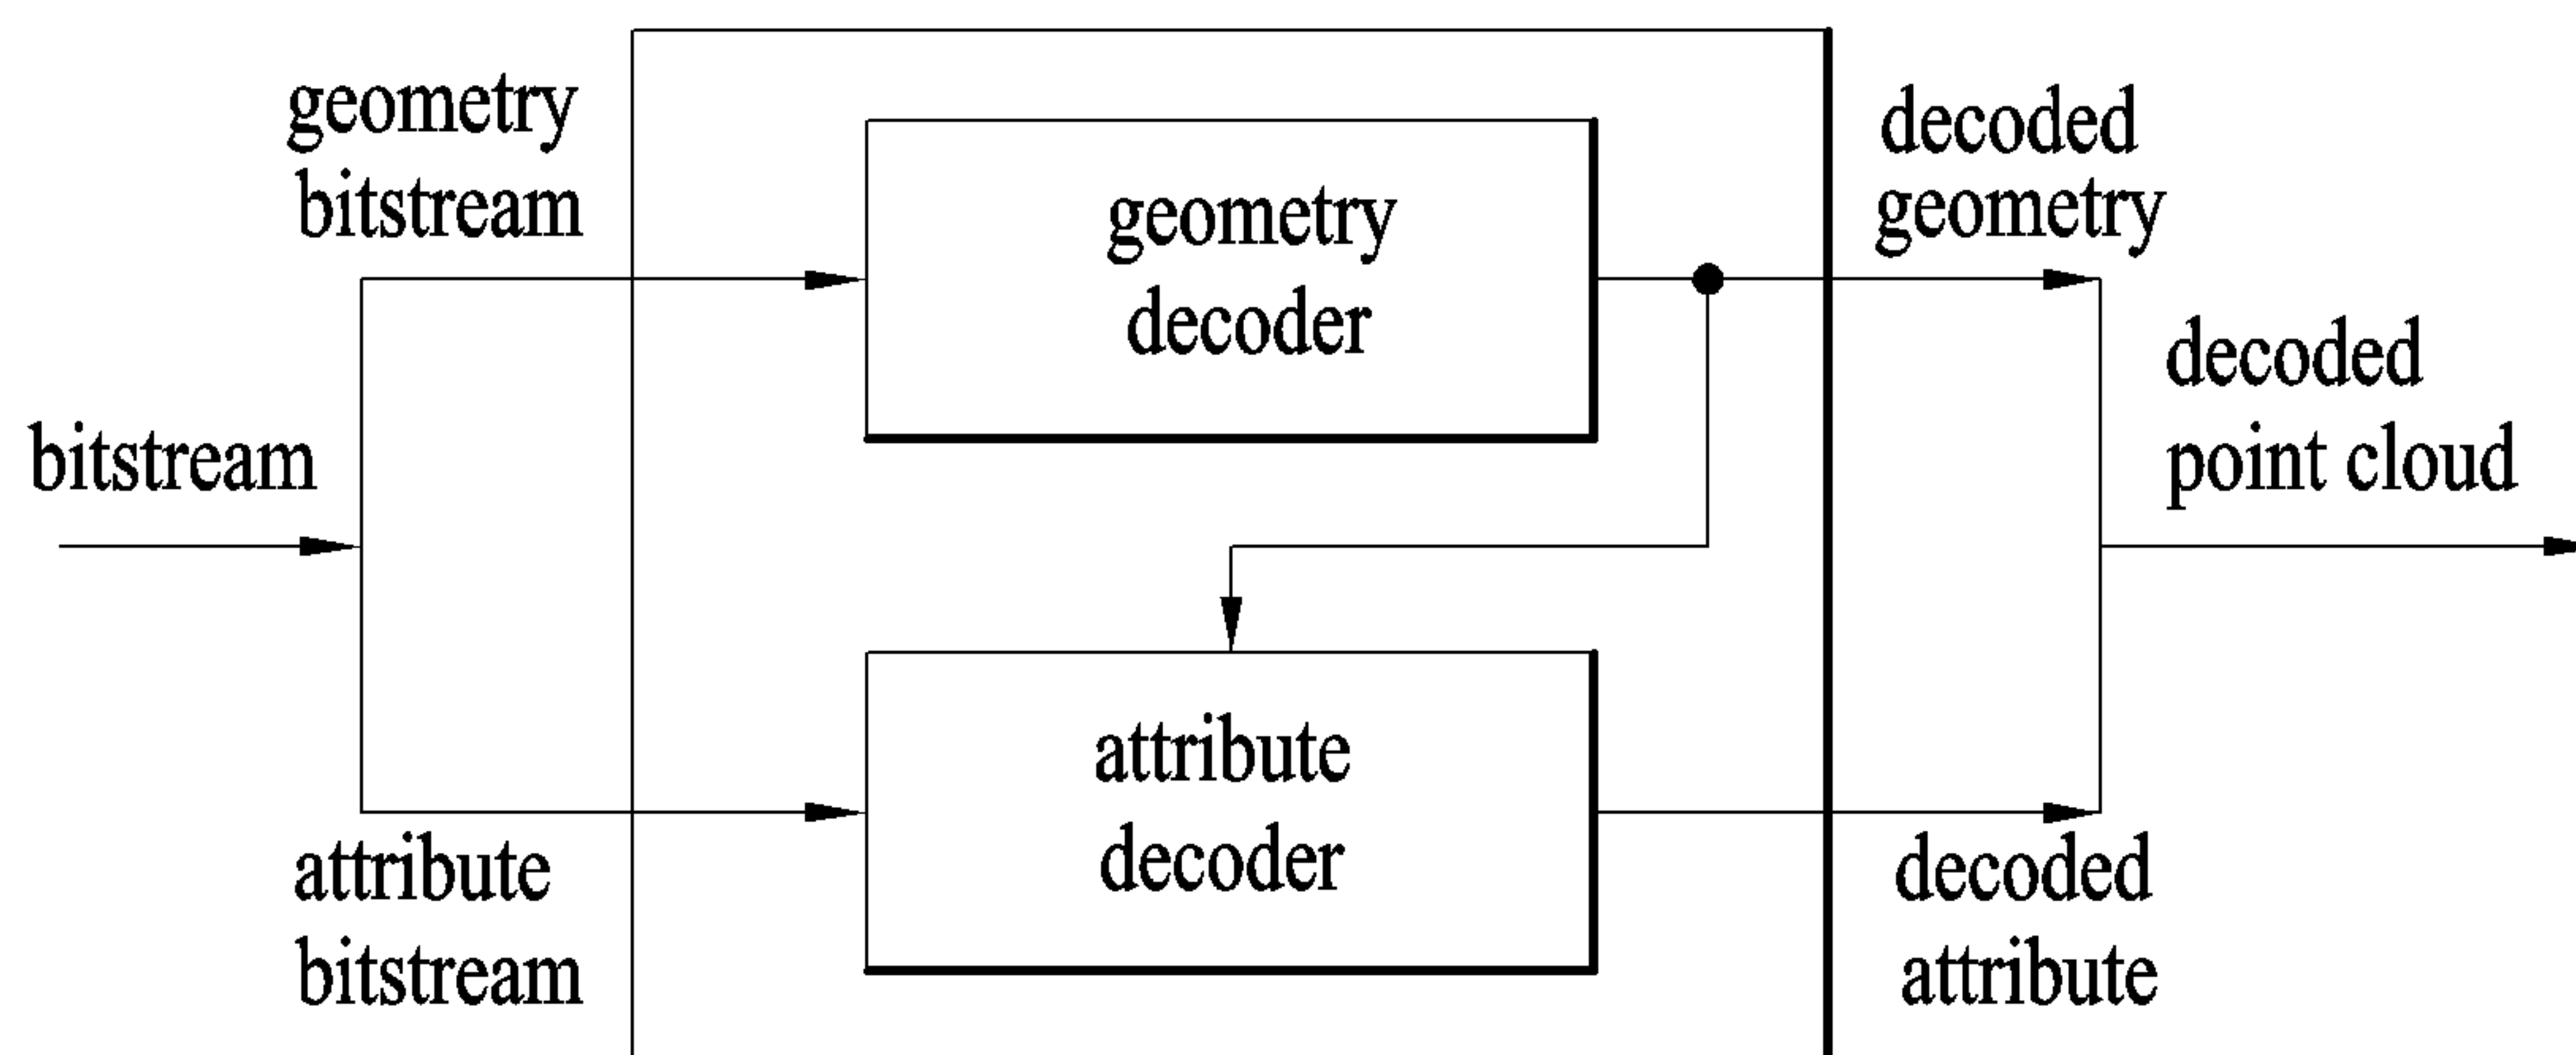 geometry
bitstream
bitstream
attribute
bitstream
geometry
decoder
attribute
decoder
decoded
geometry
decoded
point cloud
decoded
attribute